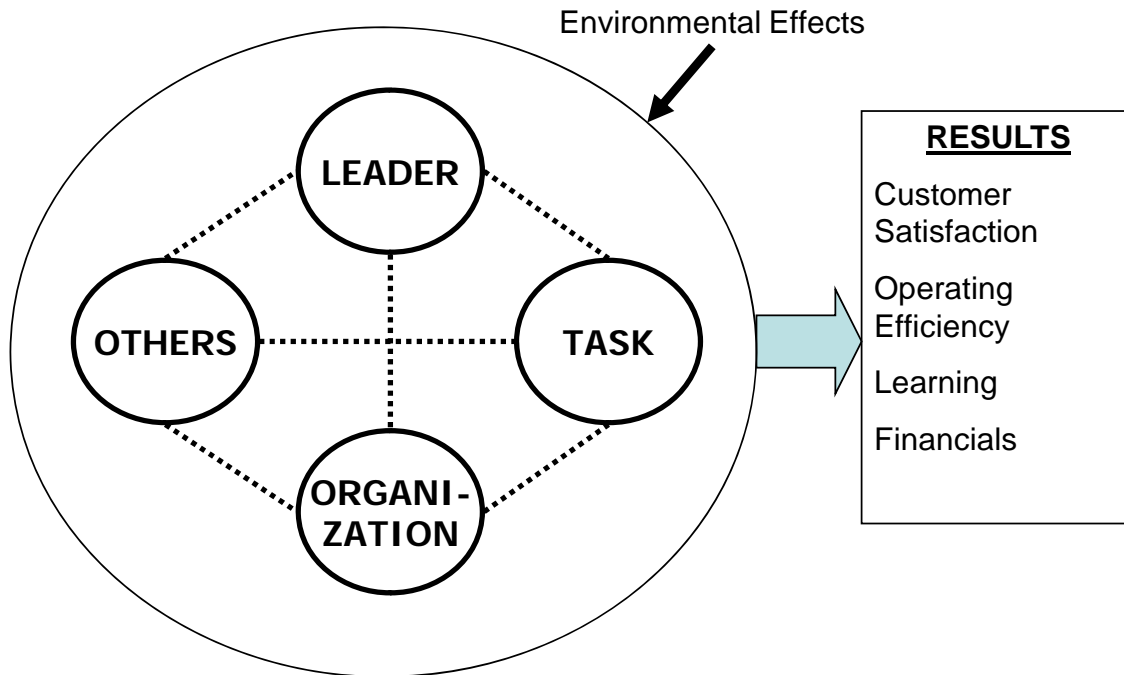 Environmental Effects
LEADER
OTHERS
TASK
ORGANI-
ZATION
RESULTS
Customer
Satisfaction
Operating
Efficiency
Learning
Financials